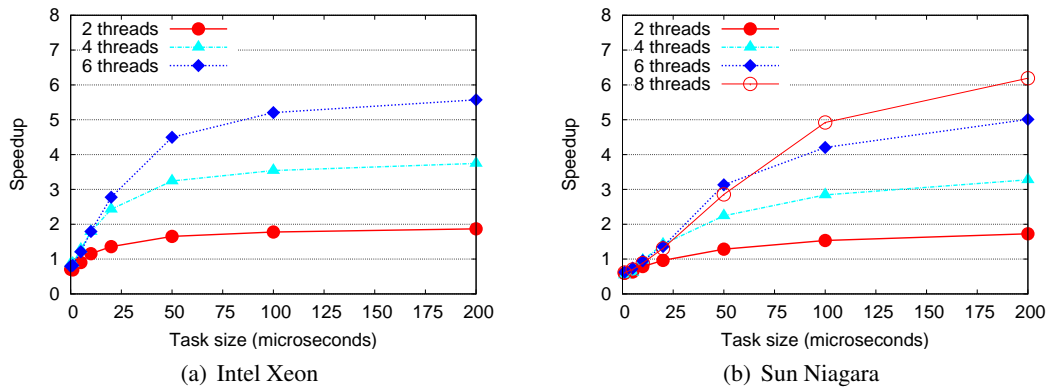 8
7
6
5
4
3
2
1
0
Speedup
2 threads
4 threads
6 threads
0 25 50 75 100 125 150 175 200
Task size (microseconds)
(a) Intel Xeon
8
7
6
5
4
3
2
1
0
Speedup
2 threads
4 threads
6 threads
8 threads
0 25 50 75 100 125 150 175 200
Task size (microseconds)
(b) Sun Niagara